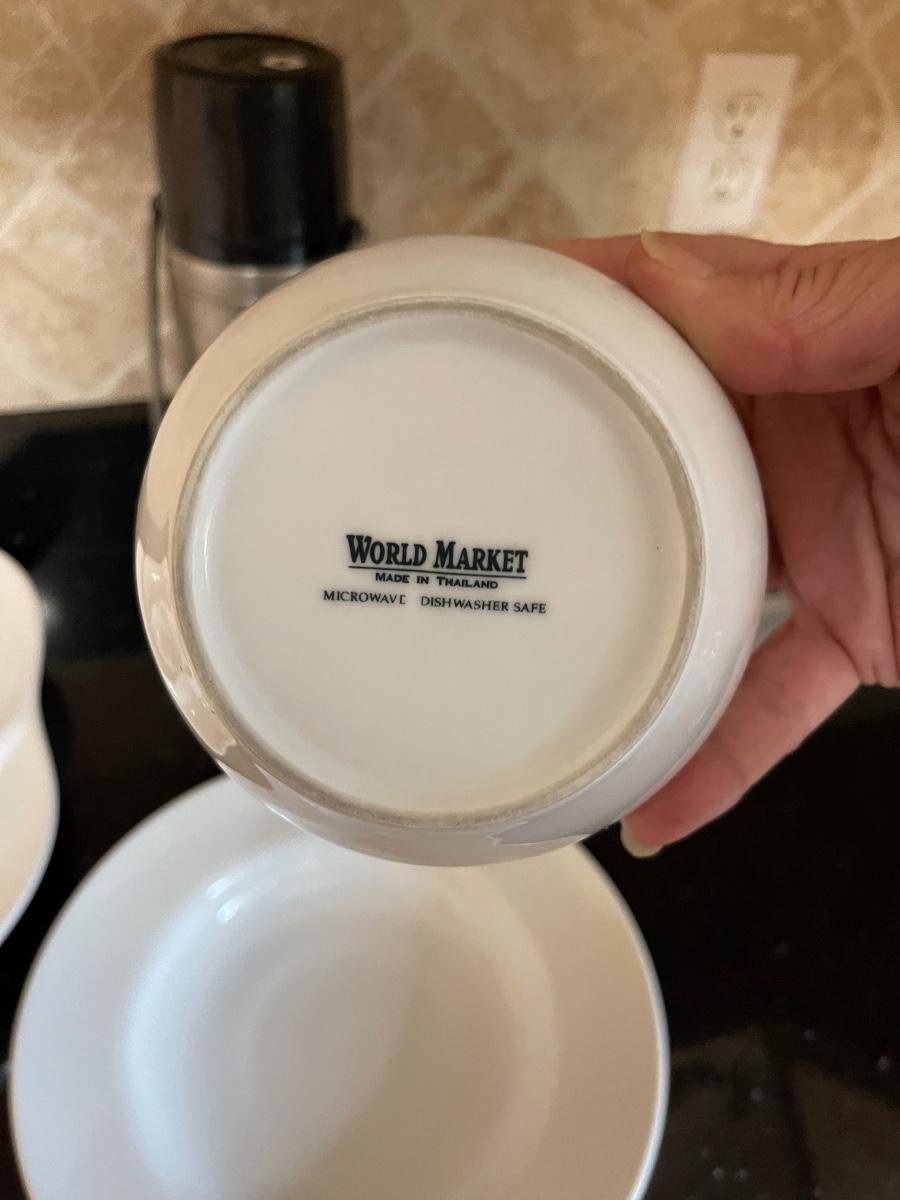 WORLD MARKET
MADE IN THAILAND
MICROWAVE DISHWASHER SAFE